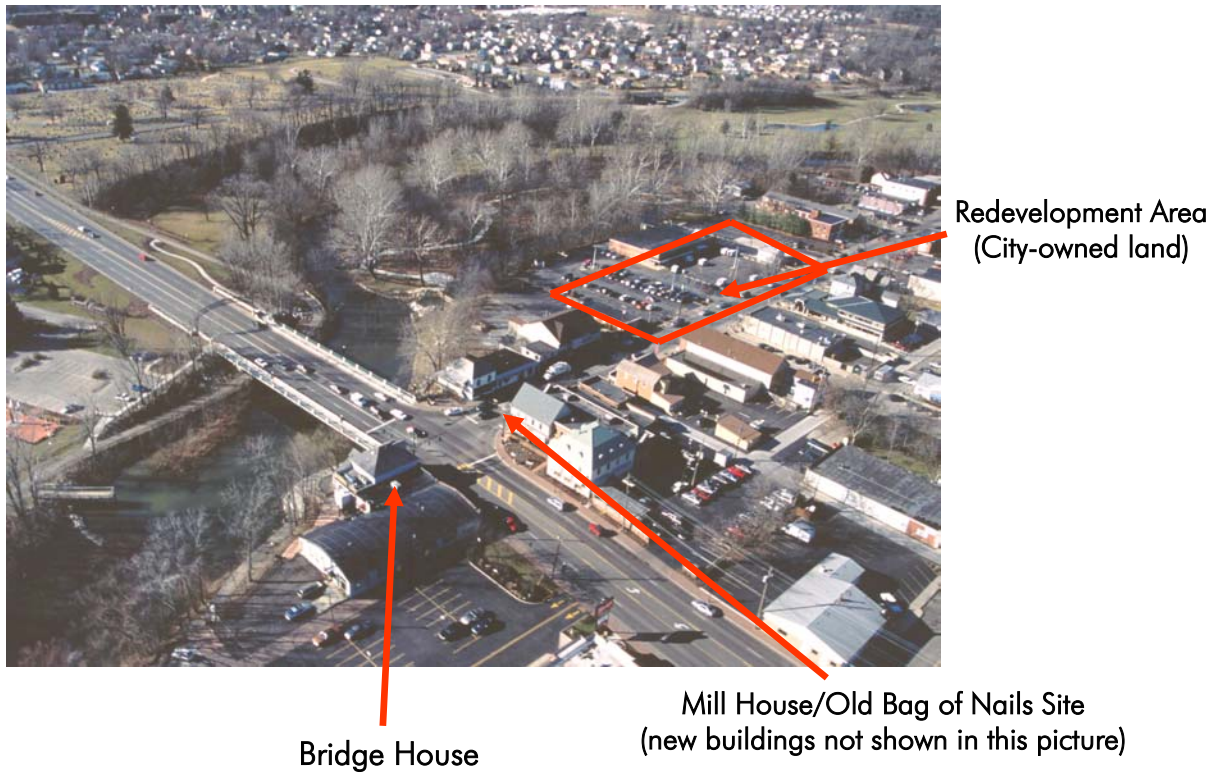 Redevelopment Area
(City-owned land)
Mill House/Old Bag of Nails Site
(new buildings not shown in this picture)
Bridge House